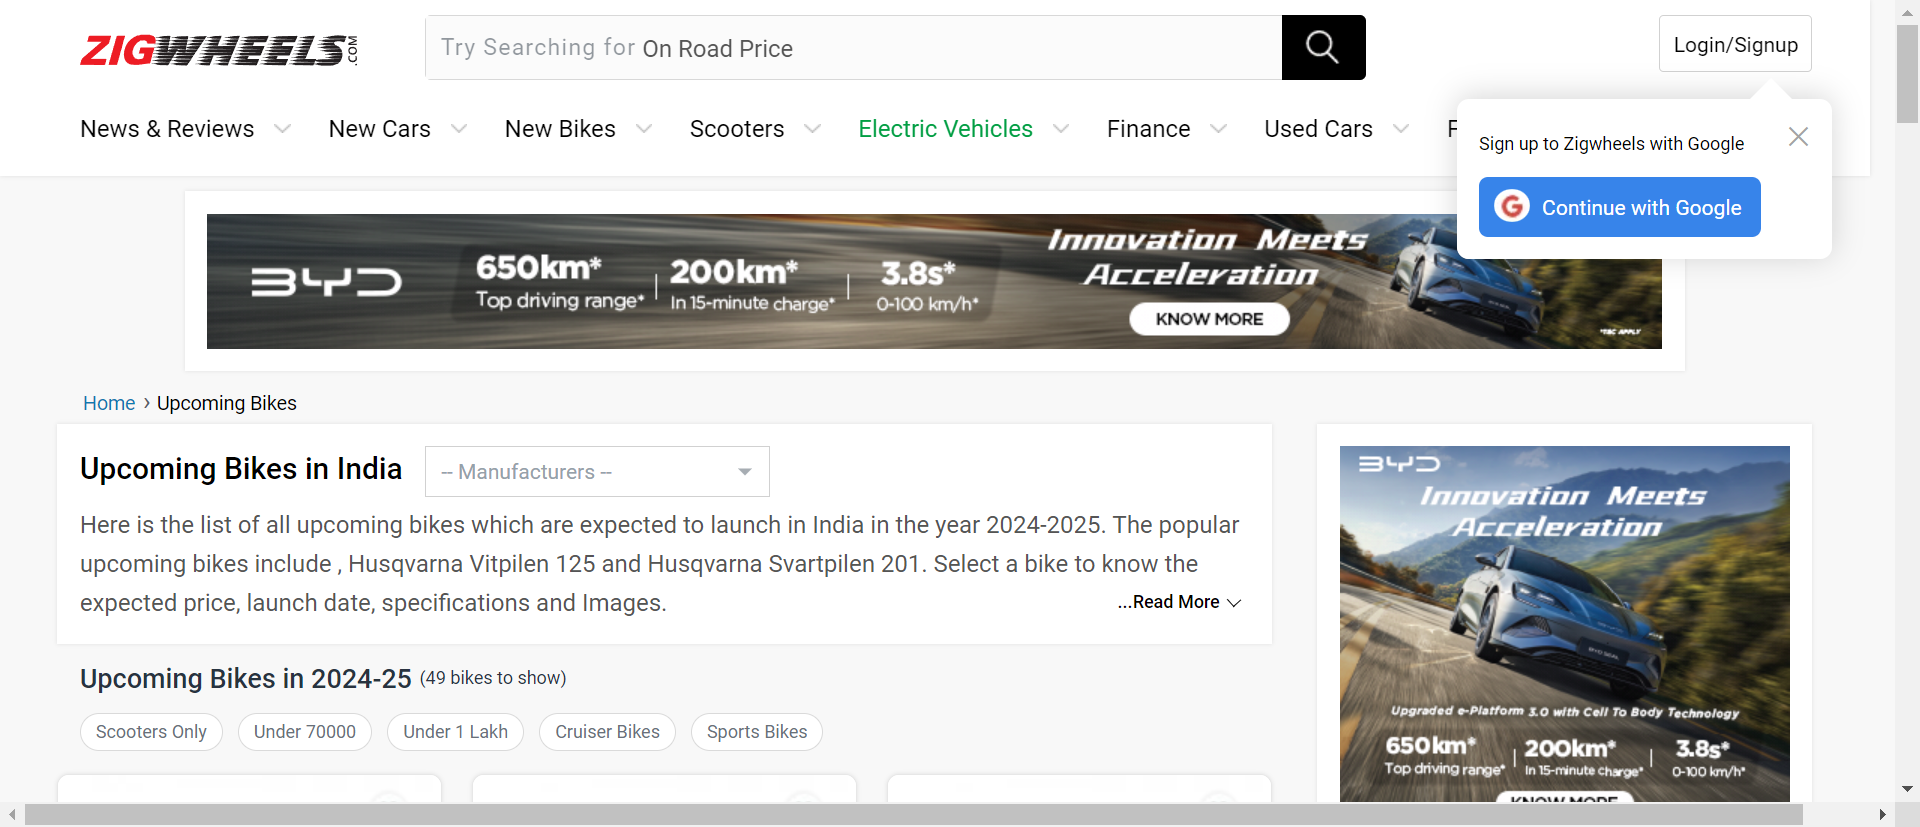 ZIGWHEELS.COM
Try Searching for On Road Price
Login/Signup
News & Reviews
New Cars
New Bikes
Scooters
Electric Vehicles
Finance
Used Cars
F
Sign up to Zigwheels with Google
G Continue with Google
BYD
650km*
Top driving range*
200km*
In 15-minute charge*
3.8s*
0-100 km/h*
Innovation Meets
Acceleration
KNOW MORE
*T&C APPLY
Home › Upcoming Bikes
Upcoming Bikes in India
-- Manufacturers --
Here is the list of all upcoming bikes which are expected to launch in India in the year 2024-2025. The popular
upcoming bikes include , Husqvarna Vitpilen 125 and Husqvarna Svartpilen 201. Select a bike to know the
expected price, launch date, specifications and Images.
...Read More
Upcoming Bikes in 2024-25 (49 bikes to show)
Scooters Only
Under 70000
Under 1 Lakh
Cruiser Bikes
Sports Bikes
BYD
Innovation Meets
Acceleration
BYD SEAL
Upgraded e-Platform 3.0 with Cell To Body Technology
650km*
Top driving range*
200km*
In 15-minute charge*
3.8s*
0-100 km/h*
KNOW MORE